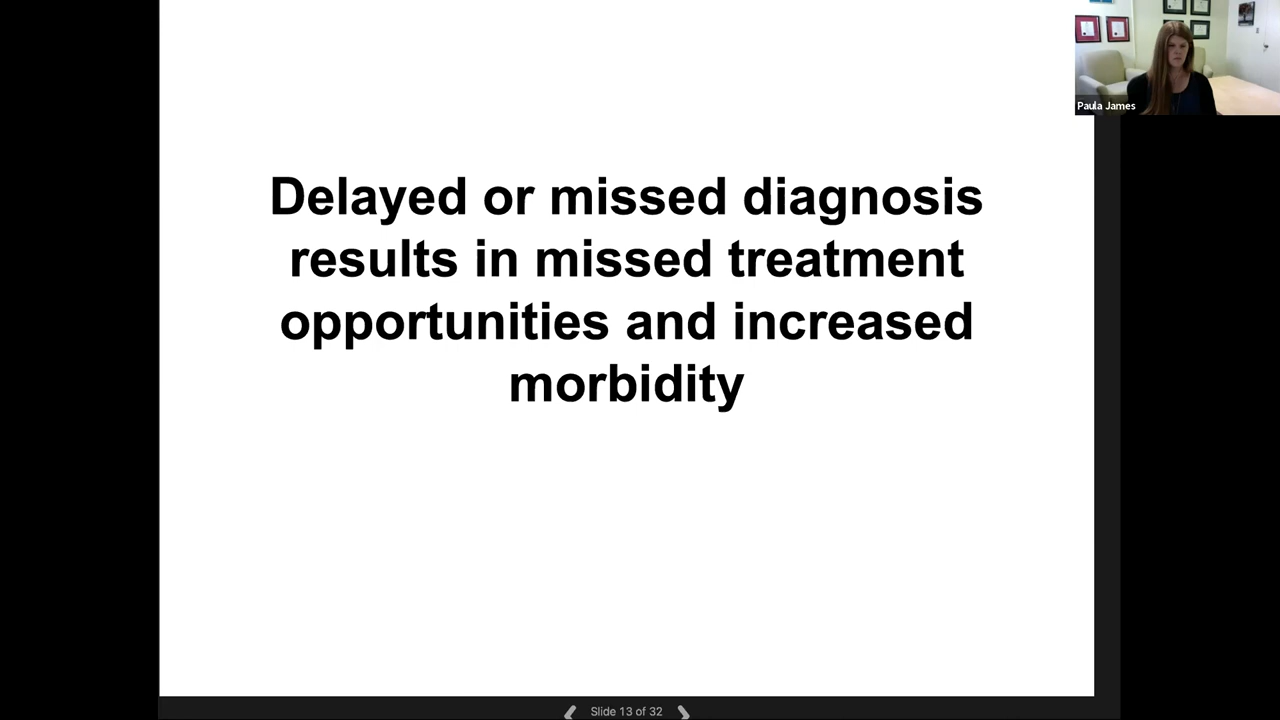 Paula James
Delayed or missed diagnosis
results in missed treatment
opportunities and increased
morbidity
Slide 13 of 32